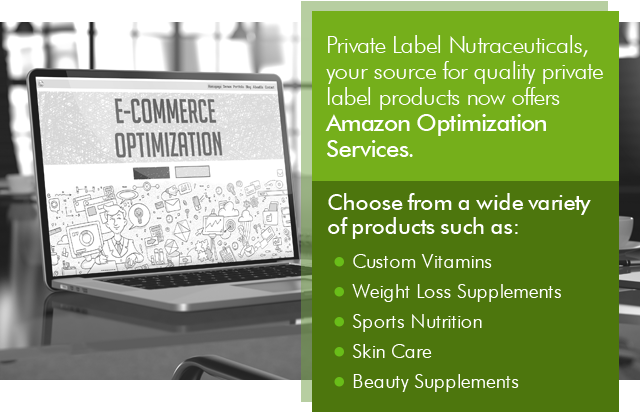 E-COMMERCE
OPTIMIZATION
Private Label Nutraceuticals,
your source for quality private
label products now offers
Amazon Optimization
Services.
Choose from a wide variety
of products such as:
Custom Vitamins
Weight Loss Supplements
Sports Nutrition
Skin Care
Beauty Supplements